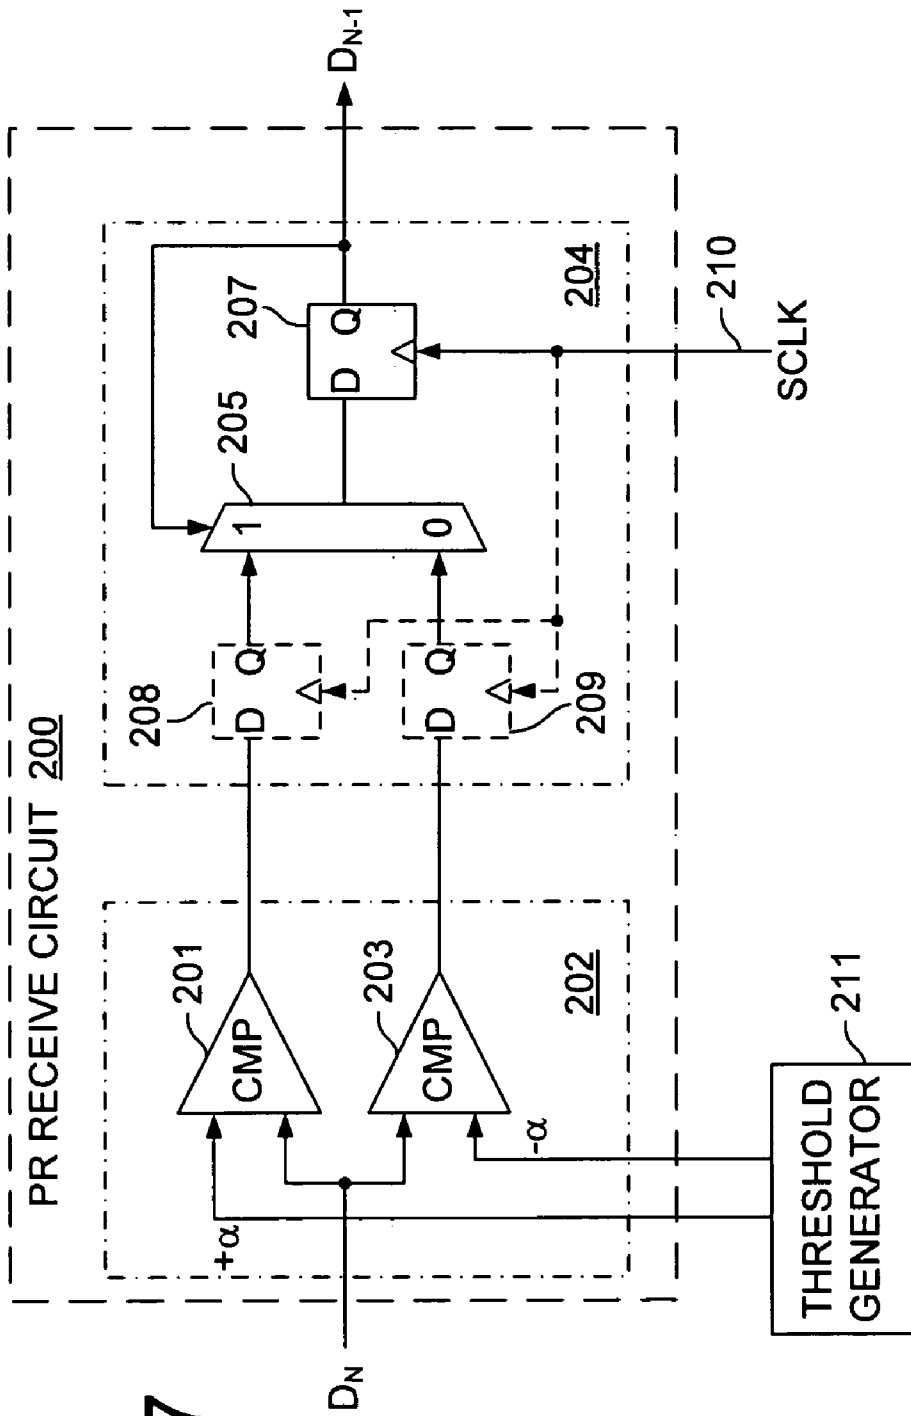 PR RECEIVE CIRCUIT 200
201
CMP
203
CMP
202
+α
-α
D_N
208
D Q
209
D Q
205
1
0
207
D Q
204
D_N-1
210
SCLK
211
THRESHOLD
GENERATOR
7